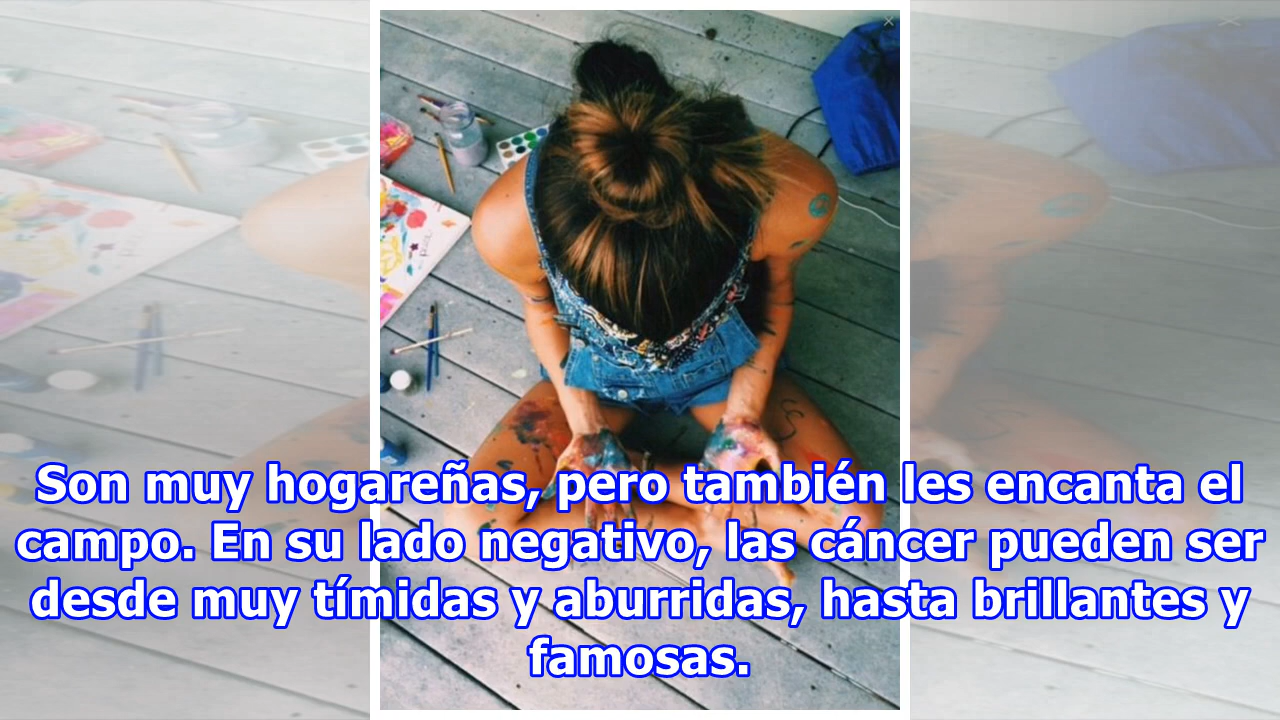 Son muy hogareñas, pero también les encanta el
campo. En su lado negativo, las cáncer pueden ser
desde muy tímidas y aburridas, hasta brillantes y
famosas.